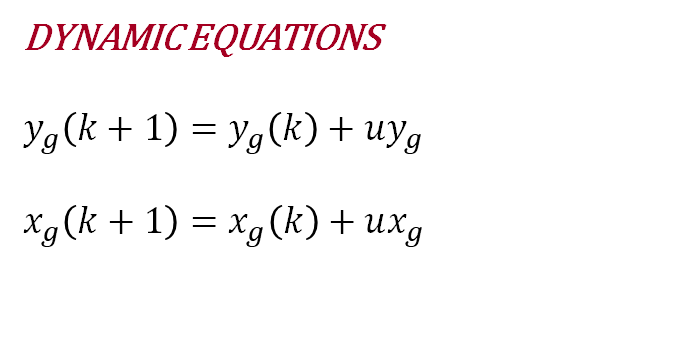 DYNAMIC EQUATIONS
y_g(k + 1) = y_g(k) + uy_g
x_g(k + 1) = x_g(k) + ux_g